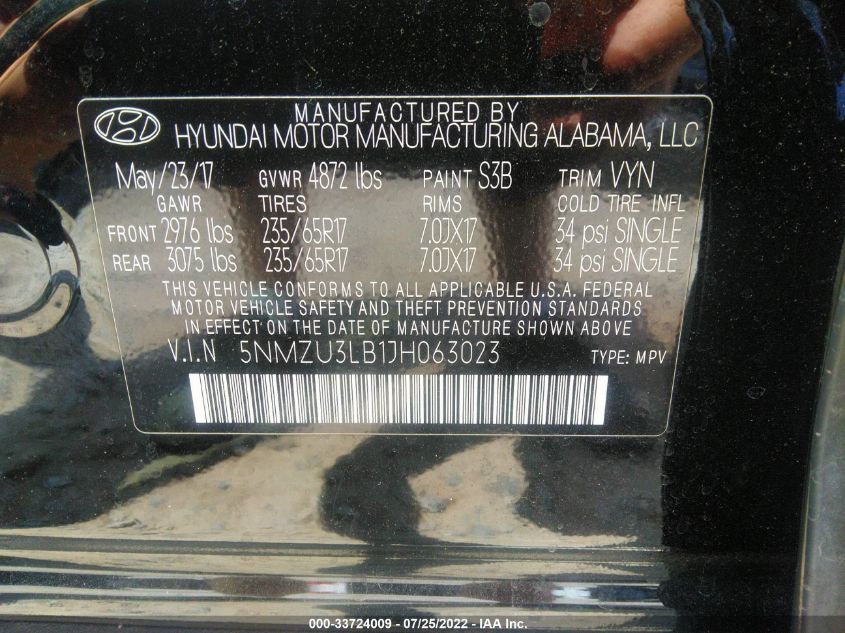 MANUFACTURED BY
HYUNDAI MOTOR MANUFACTURING ALABAMA, LLC
May/23/17 GVWR 4872 lbs PAINT S3B TRIM VYN
GAWR TIRES RIMS COLD TIRE INFL
FRONT 2976 lbs 235/65R17 7.0JX17 34 psi SINGLE
REAR 3075 lbs 235/65R17 7.0JX17 34 psi SINGLE
THIS VEHICLE CONFORMS TO ALL APPLICABLE U.S.A. FEDERAL
MOTOR VEHICLE SAFETY AND THEFT PREVENTION STANDARDS
IN EFFECT ON THE DATE OF MANUFACTURE SHOWN ABOVE
V.I.N 5NMZU3LB1JH063023 TYPE: MPV
000-33724009 - 07/25/2022 - IAA Inc.